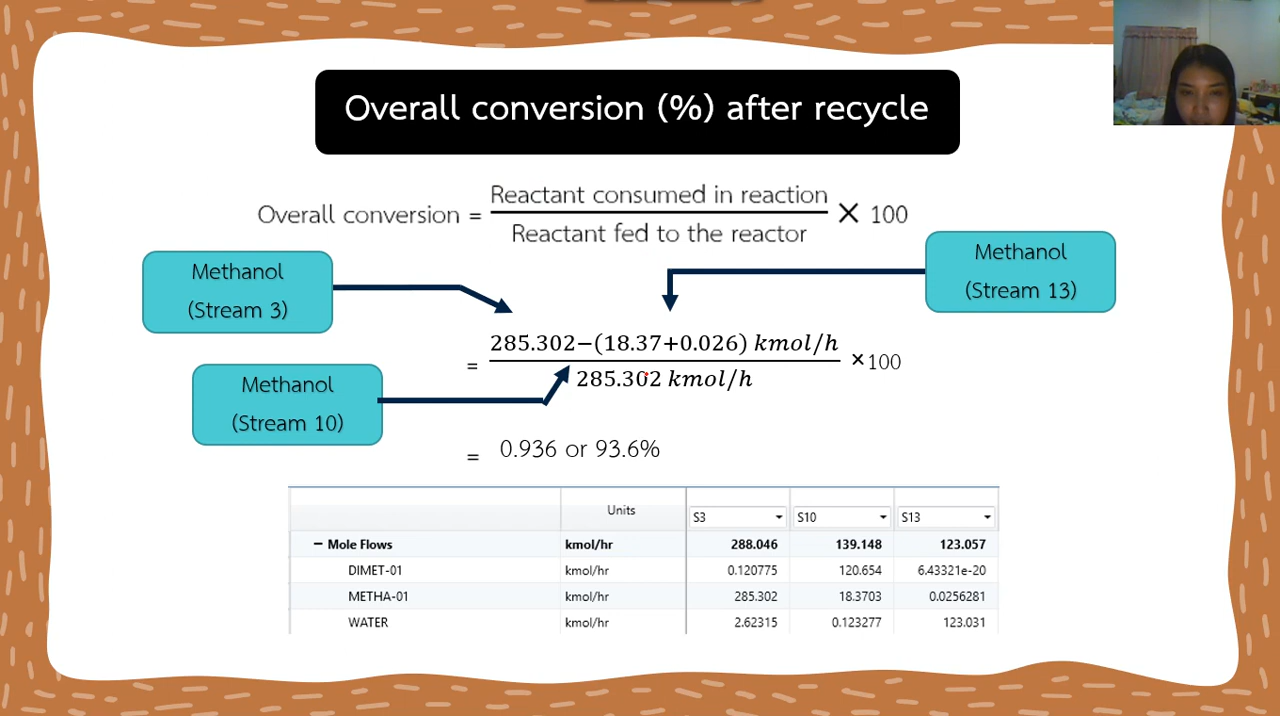 Overall conversion (%) after recycle
Reactant consumed in reaction
Overall conversion = × 100
Reactant fed to the reactor
Methanol
(Stream 3)
Methanol
(Stream 13)
285.302−(18.37+0.026) kmol/h
= ×100
285.302 kmol/h
Methanol
(Stream 10)
= 0.936 or 93.6%
Units S3 S10 S13
− Mole Flows kmol/hr 288.046 139.148 123.057
DIMET-01 kmol/hr 0.120775 120.654 6.43321e-20
METHA-01 kmol/hr 285.302 18.3703 0.0256281
WATER kmol/hr 2.62315 0.123277 123.031